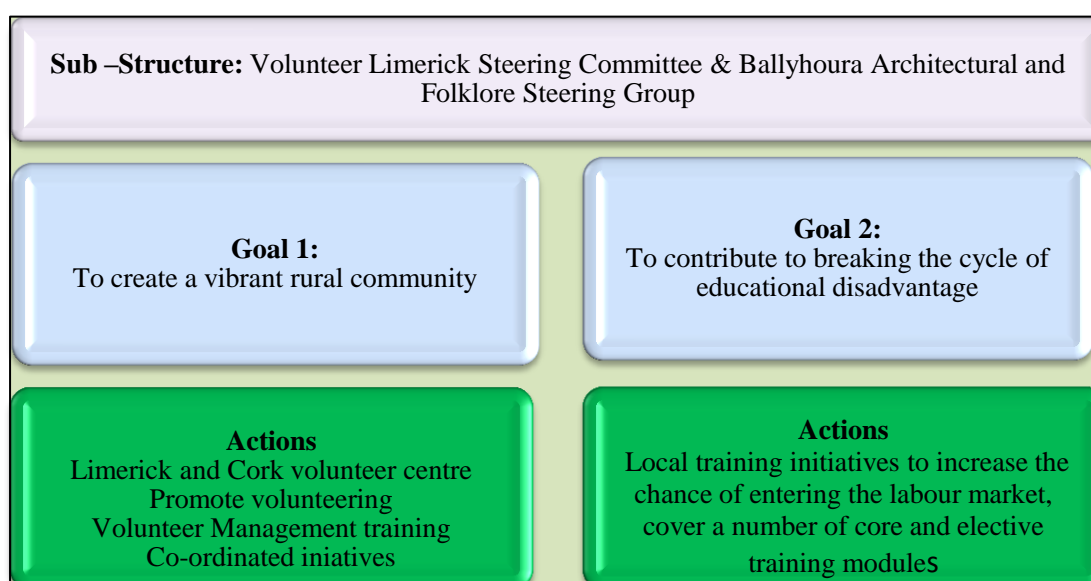 Sub –Structure: Volunteer Limerick Steering Committee & Ballyhoura Architectural and
Folklore Steering Group
Goal 1:
To create a vibrant rural community
Goal 2:
To contribute to breaking the cycle of
educational disadvantage
Actions
Limerick and Cork volunteer centre
Promote volunteering
Volunteer Management training
Co-ordinated iniatives
Actions
Local training initiatives to increase the
chance of entering the labour market,
cover a number of core and elective
training modules